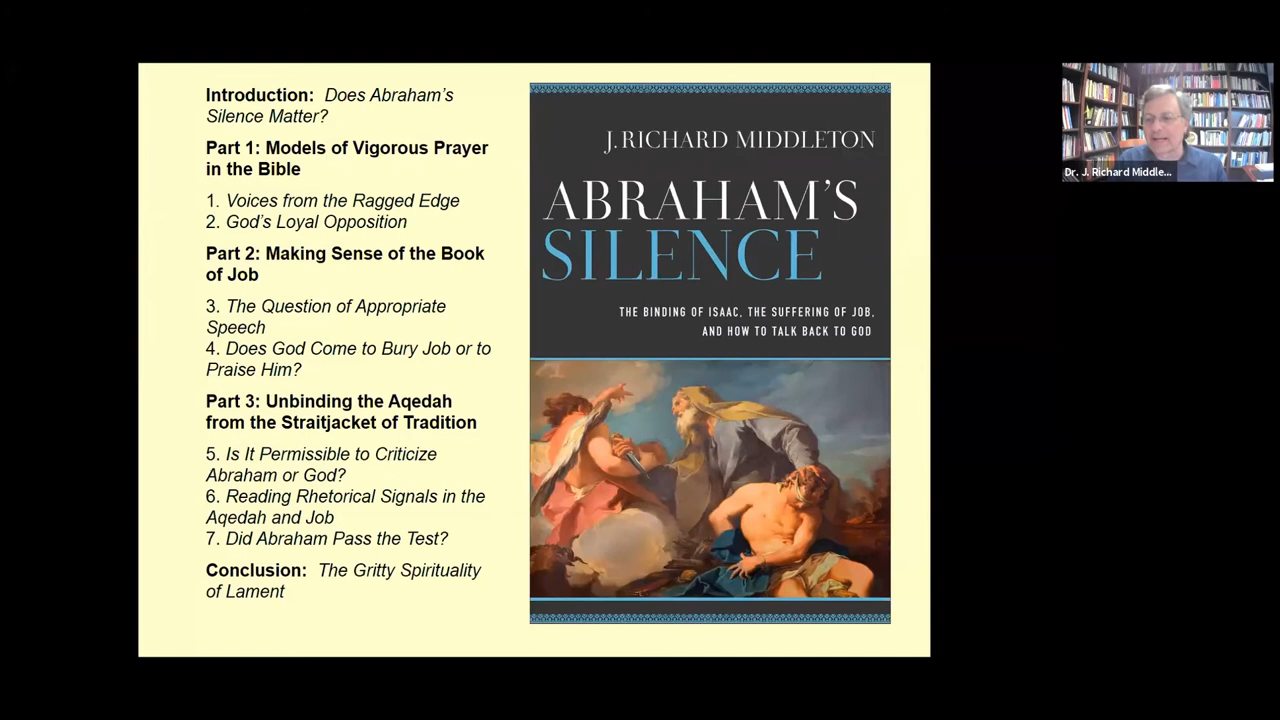 Introduction: Does Abraham's
Silence Matter?
Part 1: Models of Vigorous Prayer
in the Bible
1. Voices from the Ragged Edge
2. God's Loyal Opposition
Part 2: Making Sense of the Book
of Job
3. The Question of Appropriate
Speech
4. Does God Come to Bury Job or to
Praise Him?
Part 3: Unbinding the Aqedah
from the Straitjacket of Tradition
5. Is It Permissible to Criticize
Abraham or God?
6. Reading Rhetorical Signals in the
Aqedah and Job
7. Did Abraham Pass the Test?
Conclusion: The Gritty Spirituality
of Lament
J. RICHARD MIDDLETON
ABRAHAM'S
SILENCE
THE BINDING OF ISAAC, THE SUFFERING OF JOB,
AND HOW TO TALK BACK TO GOD
Dr. J. Richard Middle...